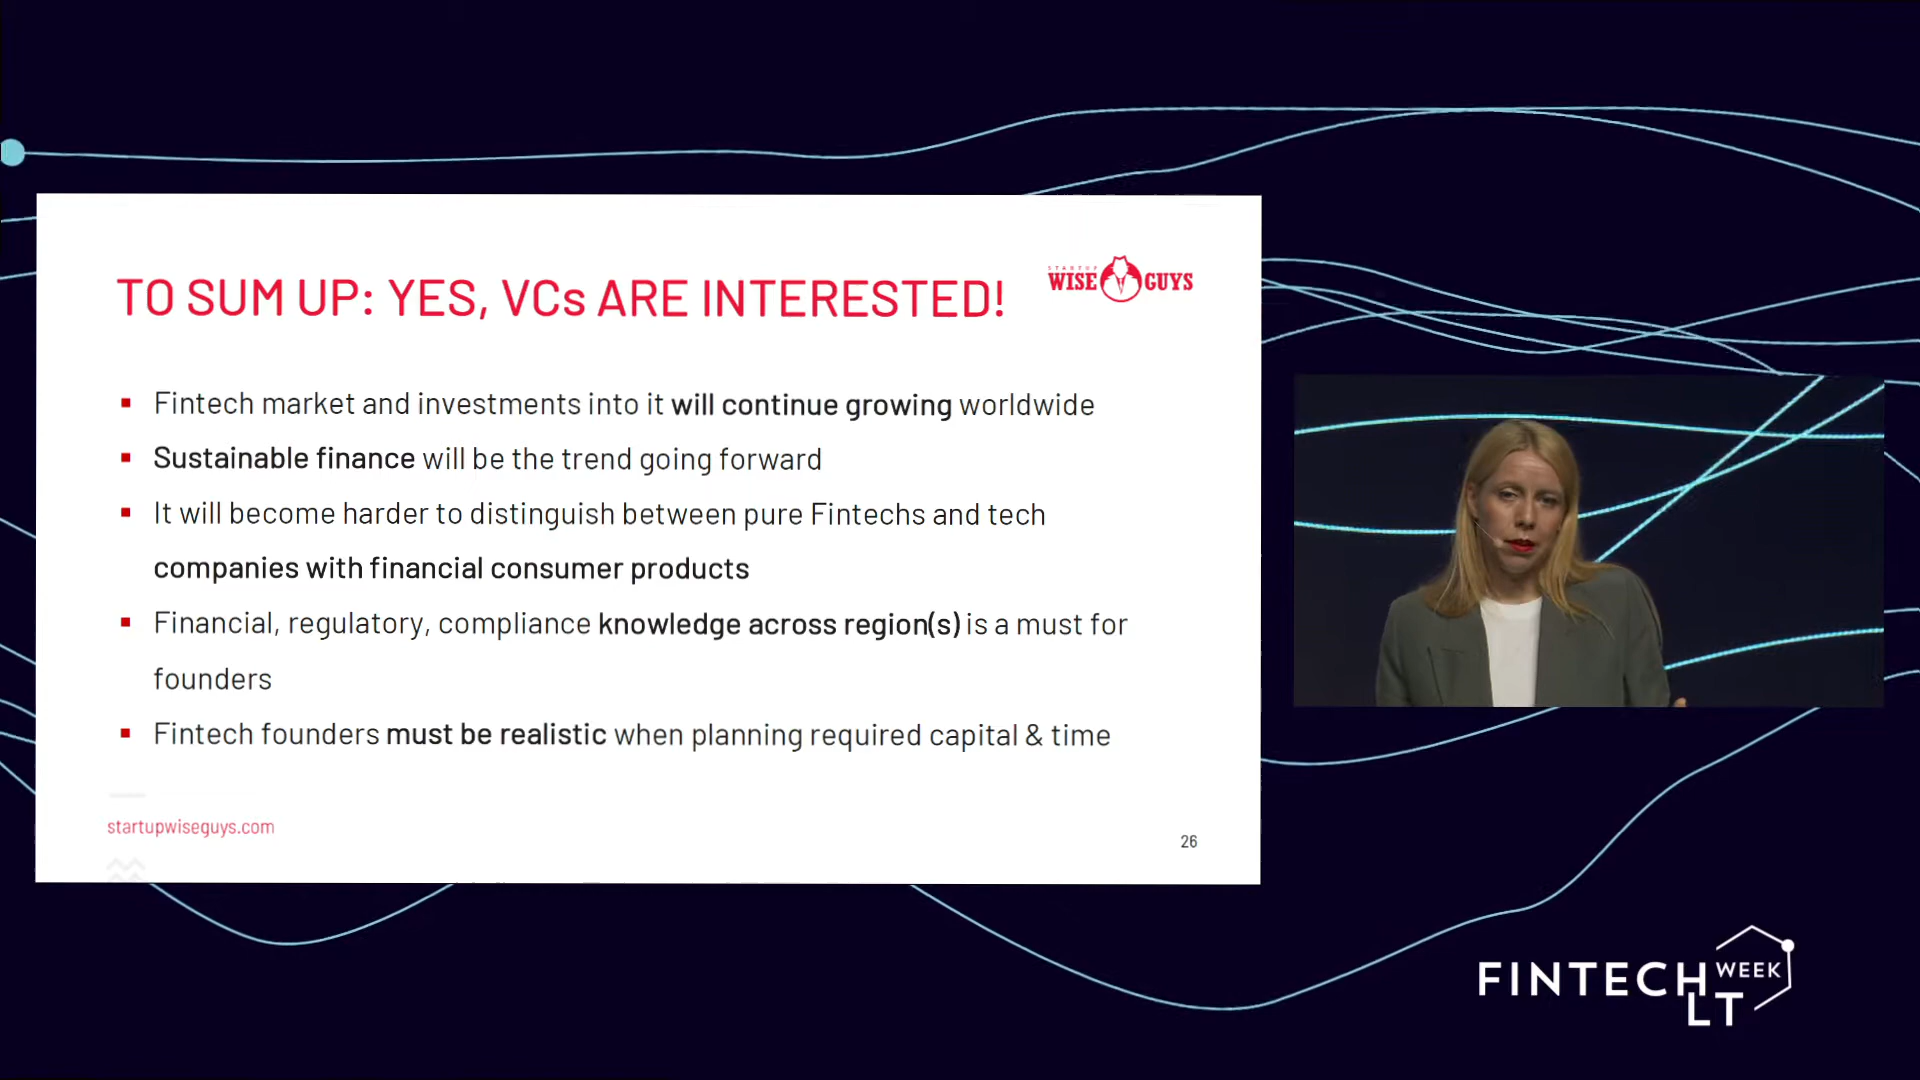 TO SUM UP: YES, VCs ARE INTERESTED!
STARTUP
WISE GUYS
Fintech market and investments into it will continue growing worldwide
Sustainable finance will be the trend going forward
It will become harder to distinguish between pure Fintechs and tech
companies with financial consumer products
Financial, regulatory, compliance knowledge across region(s) is a must for
founders
Fintech founders must be realistic when planning required capital & time
startupwiseguys.com
26
FINTECH WEEK
LT